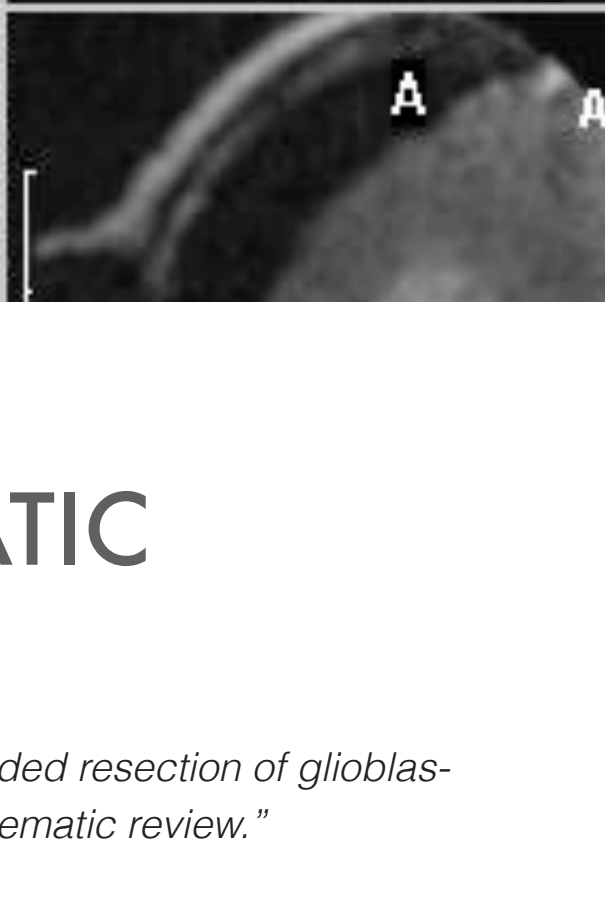 A
A
ATIC
ded resection of glioblas-
ematic review.”